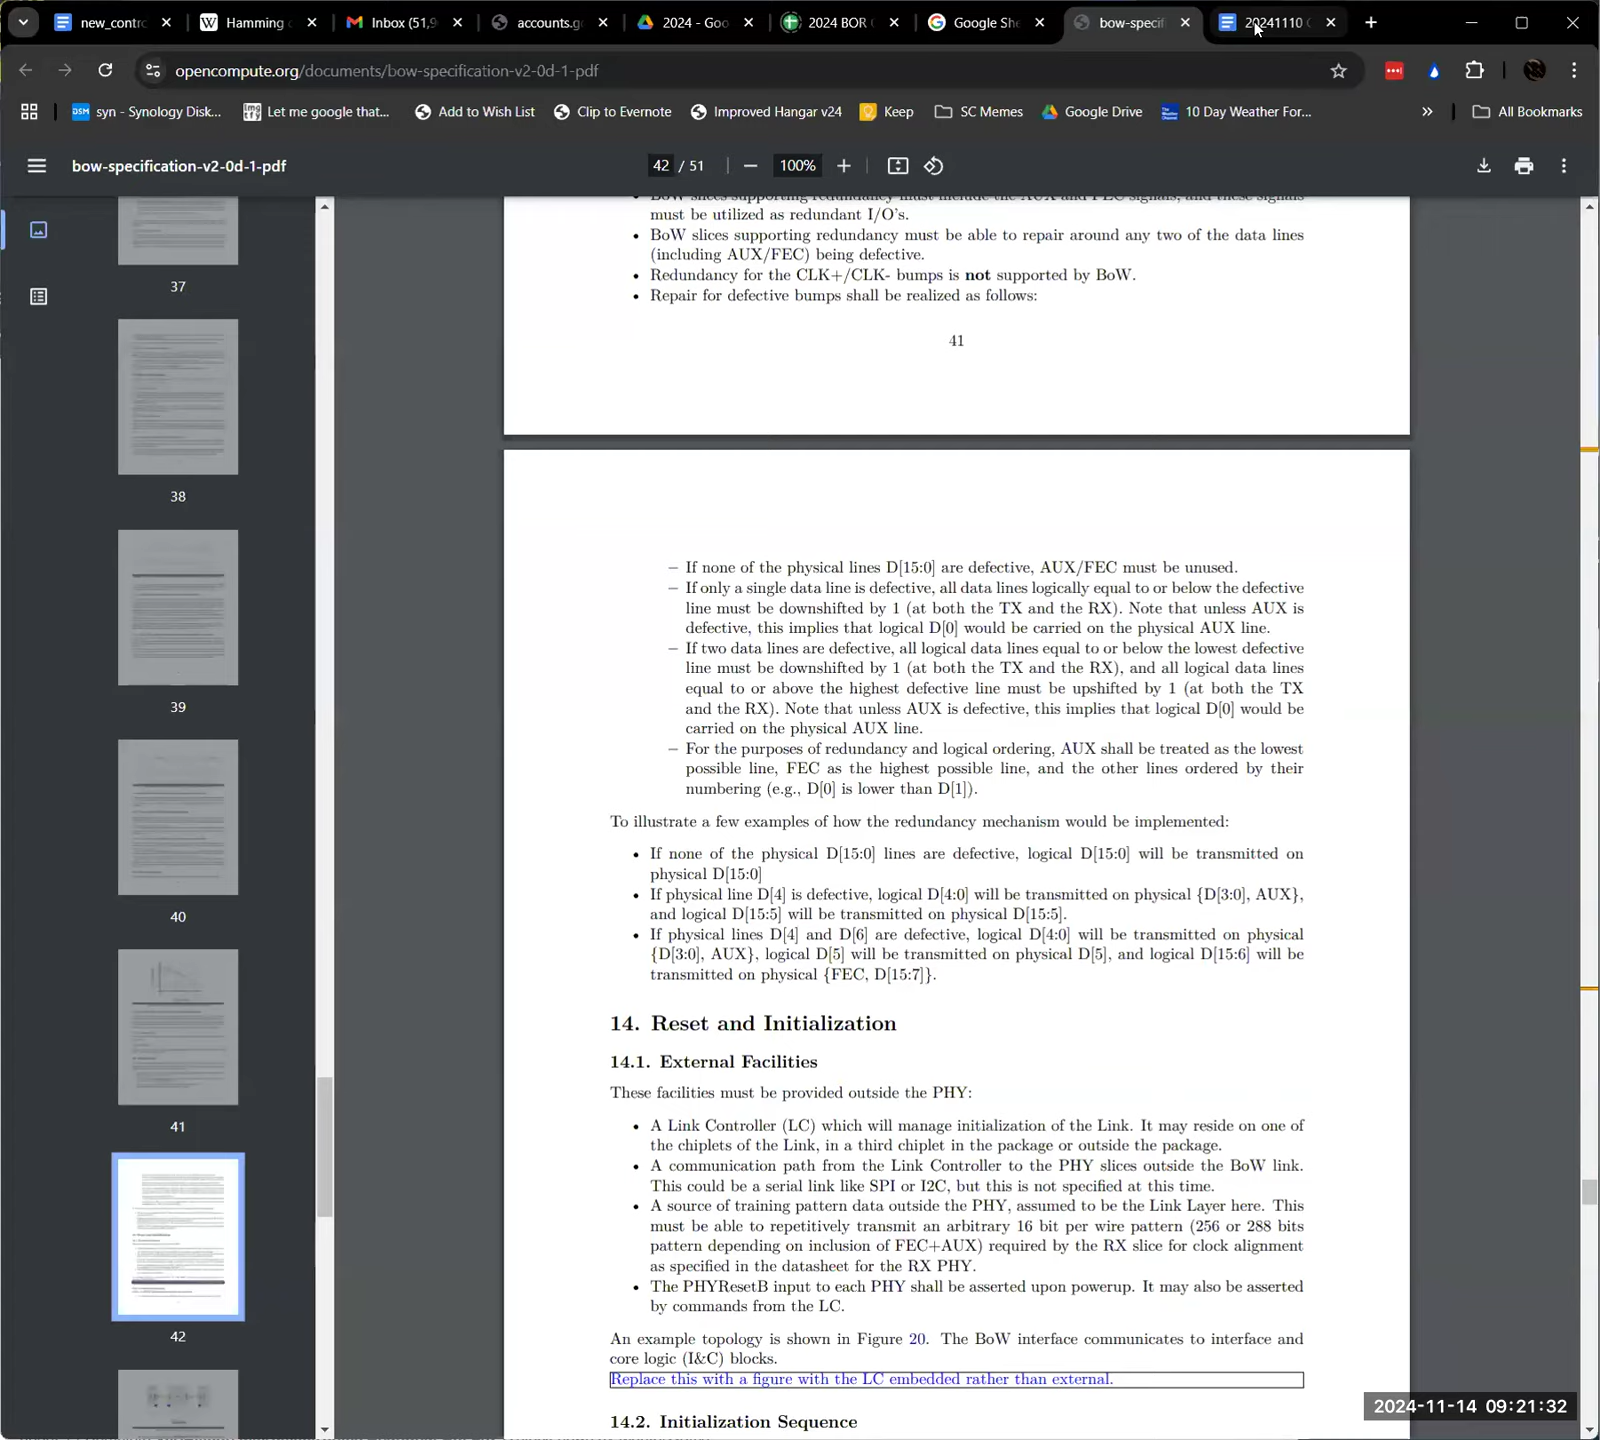 new_contr
Hamming
Inbox (51,9
accounts.g
2024 - Goo
2024 BOR
Google She
bow-specif
20241110
opencompute.org/documents/bow-specification-v2-0d-1-pdf
syn - Synology Disk...
Let me google that...
Add to Wish List
Clip to Evernote
Improved Hangar v24
Keep
SC Memes
Google Drive
10 Day Weather For...
»
All Bookmarks
bow-specification-v2-0d-1-pdf
42 / 51
100%
37
38
39
40
41
42
must be utilized as redundant I/O's.
• BoW slices supporting redundancy must be able to repair around any two of the data lines
(including AUX/FEC) being defective.
• Redundancy for the CLK+/CLK- bumps is not supported by BoW.
• Repair for defective bumps shall be realized as follows:
41
– If none of the physical lines D[15:0] are defective, AUX/FEC must be unused.
– If only a single data line is defective, all data lines logically equal to or below the defective
line must be downshifted by 1 (at both the TX and the RX). Note that unless AUX is
defective, this implies that logical D[0] would be carried on the physical AUX line.
– If two data lines are defective, all logical data lines equal to or below the lowest defective
line must be downshifted by 1 (at both the TX and the RX), and all logical data lines
equal to or above the highest defective line must be upshifted by 1 (at both the TX
and the RX). Note that unless AUX is defective, this implies that logical D[0] would be
carried on the physical AUX line.
– For the purposes of redundancy and logical ordering, AUX shall be treated as the lowest
possible line, FEC as the highest possible line, and the other lines ordered by their
numbering (e.g., D[0] is lower than D[1]).
To illustrate a few examples of how the redundancy mechanism would be implemented:
• If none of the physical D[15:0] lines are defective, logical D[15:0] will be transmitted on
physical D[15:0]
• If physical line D[4] is defective, logical D[4:0] will be transmitted on physical {D[3:0], AUX},
and logical D[15:5] will be transmitted on physical D[15:5].
• If physical lines D[4] and D[6] are defective, logical D[4:0] will be transmitted on physical
{D[3:0], AUX}, logical D[5] will be transmitted on physical D[5], and logical D[15:6] will be
transmitted on physical {FEC, D[15:7]}.
14. Reset and Initialization
14.1. External Facilities
These facilities must be provided outside the PHY:
• A Link Controller (LC) which will manage initialization of the Link. It may reside on one of
the chiplets of the Link, in a third chiplet in the package or outside the package.
• A communication path from the Link Controller to the PHY slices outside the BoW link.
This could be a serial link like SPI or I2C, but this is not specified at this time.
• A source of training pattern data outside the PHY, assumed to be the Link Layer here. This
must be able to repetitively transmit an arbitrary 16 bit per wire pattern (256 or 288 bits
pattern depending on inclusion of FEC+AUX) required by the RX slice for clock alignment
as specified in the datasheet for the RX PHY.
• The PHYResetB input to each PHY shall be asserted upon powerup. It may also be asserted
by commands from the LC.
An example topology is shown in Figure 20. The BoW interface communicates to interface and
core logic (I&C) blocks.
Replace this with a figure with the LC embedded rather than external.
14.2. Initialization Sequence
2024-11-14 09:21:32